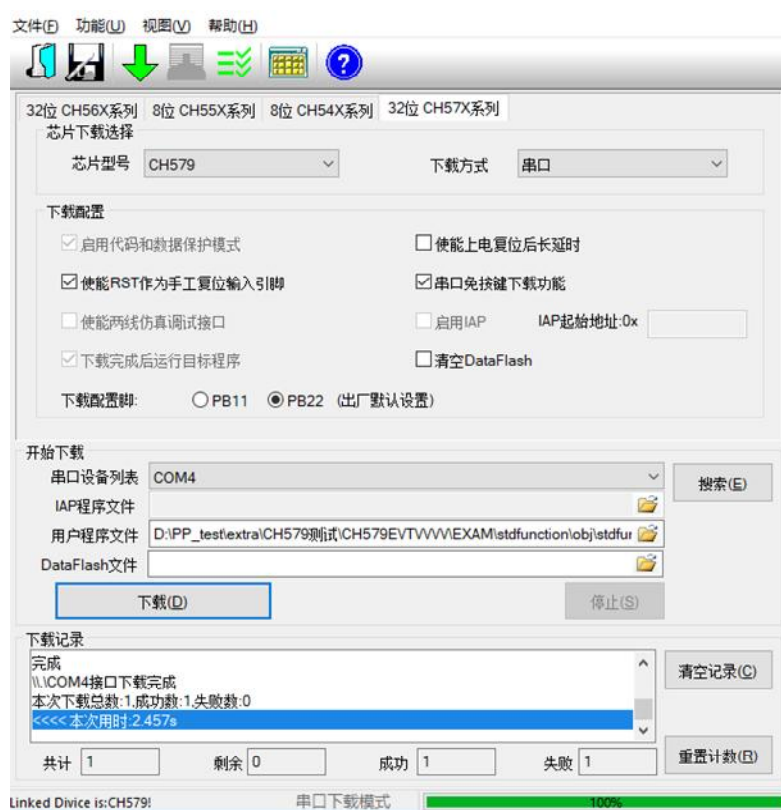 文件(F) 功能(U) 视图(V) 帮助(H)
32位 CH56X系列 8位 CH55X系列 8位 CH54X系列 32位 CH57X系列
芯片下载选择
芯片型号 CH579 下载方式 串口
下载配置
启用代码和数据保护模式 使能上电复位后长延时
使能RST作为手工复位输入引脚 串口免按键下载功能
使能两线仿真调试接口 启用IAP IAP起始地址:0x
下载完成后运行目标程序 清空DataFlash
下载配置脚: PB11 PB22 (出厂默认设置)
开始下载
串口设备列表 COM4 搜索(E)
IAP程序文件
用户程序文件 D:\PP_test\extra\CH579测试\CH579EVTVVVV\EXAM\stdfunction\obj\stdfur
DataFlash文件
下载(D) 停止(S)
下载记录
完成
\\.\COM4接口下载完成 清空记录(C)
本次下载总数:1,成功数:1,失败数:0
<<<< 本次用时:2.457s
共计 1 剩余 0 成功 1 失败 1 重置计数(R)
Linked Divice is:CH579! 串口下载模式 100%